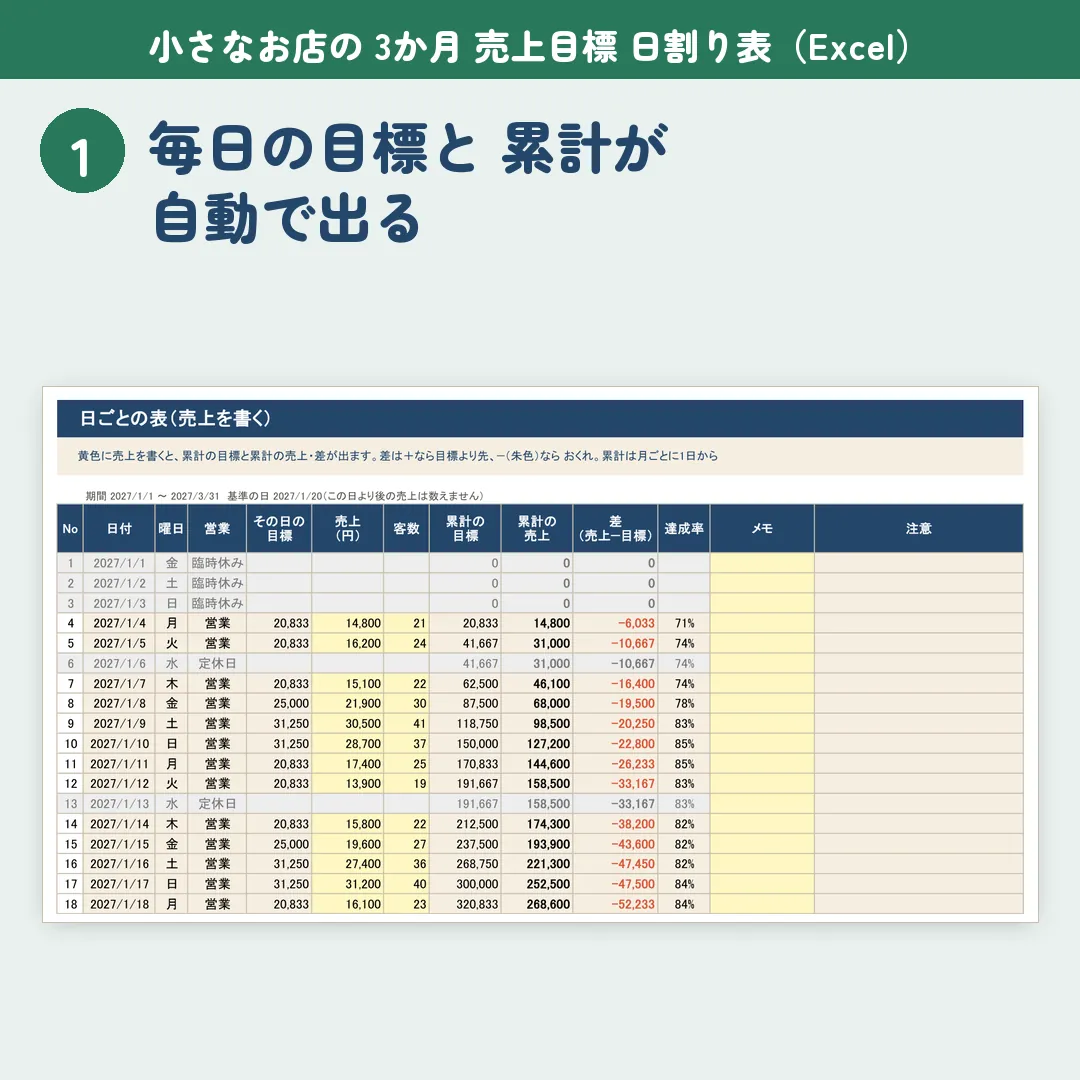 小さなお店の 3か月 売上目標 日割り表（Excel）
1
毎日の目標と 累計が
自動で出る
日ごとの表（売上を書く）
黄色に売上を書くと、累計の目標と累計の売上・差が出ます。差は＋なら目標より先、－（朱色）なら おくれ。累計は月ごとに1日から
期間 2027/1/1 ～ 2027/3/31 基準の日 2027/1/20（この日より後の売上は数えません）
No 日付 曜日 営業 その日の目標 売上（円） 客数 累計の目標 累計の売上 差（売上－目標） 達成率 メモ 注意
1 2027/1/1 金 臨時休み 0 0 0
2 2027/1/2 土 臨時休み 0 0 0
3 2027/1/3 日 臨時休み 0 0 0
4 2027/1/4 月 営業 20,833 14,800 21 20,833 14,800 −6,033 71%
5 2027/1/5 火 営業 20,833 16,200 24 41,667 31,000 −10,667 74%
6 2027/1/6 水 定休日 41,667 31,000 −10,667 74%
7 2027/1/7 木 営業 20,833 15,100 22 62,500 46,100 −16,400 74%
8 2027/1/8 金 営業 25,000 21,900 30 87,500 68,000 −19,500 78%
9 2027/1/9 土 営業 31,250 30,500 41 118,750 98,500 −20,250 83%
10 2027/1/10 日 営業 31,250 28,700 37 150,000 127,200 −22,800 85%
11 2027/1/11 月 営業 20,833 17,400 25 170,833 144,600 −26,233 85%
12 2027/1/12 火 営業 20,833 13,900 19 191,667 158,500 −33,167 83%
13 2027/1/13 水 定休日 191,667 158,500 −33,167 83%
14 2027/1/14 木 営業 20,833 15,800 22 212,500 174,300 −38,200 82%
15 2027/1/15 金 営業 25,000 19,600 27 237,500 193,900 −43,600 82%
16 2027/1/16 土 営業 31,250 27,400 36 268,750 221,300 −47,450 82%
17 2027/1/17 日 営業 31,250 31,200 40 300,000 252,500 −47,500 84%
18 2027/1/18 月 営業 20,833 16,100 23 320,833 268,600 −52,233 84%